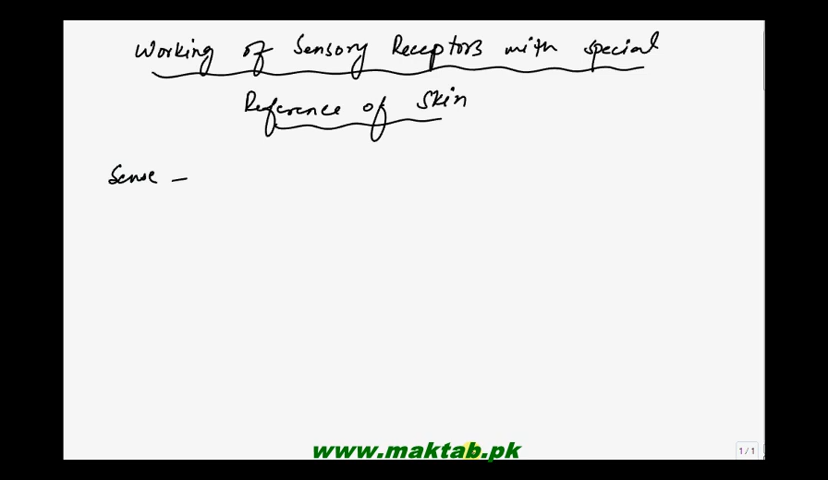 Working of Sensory Receptors with special
Reference of Skin
Sense –
www.maktab.pk
1/1